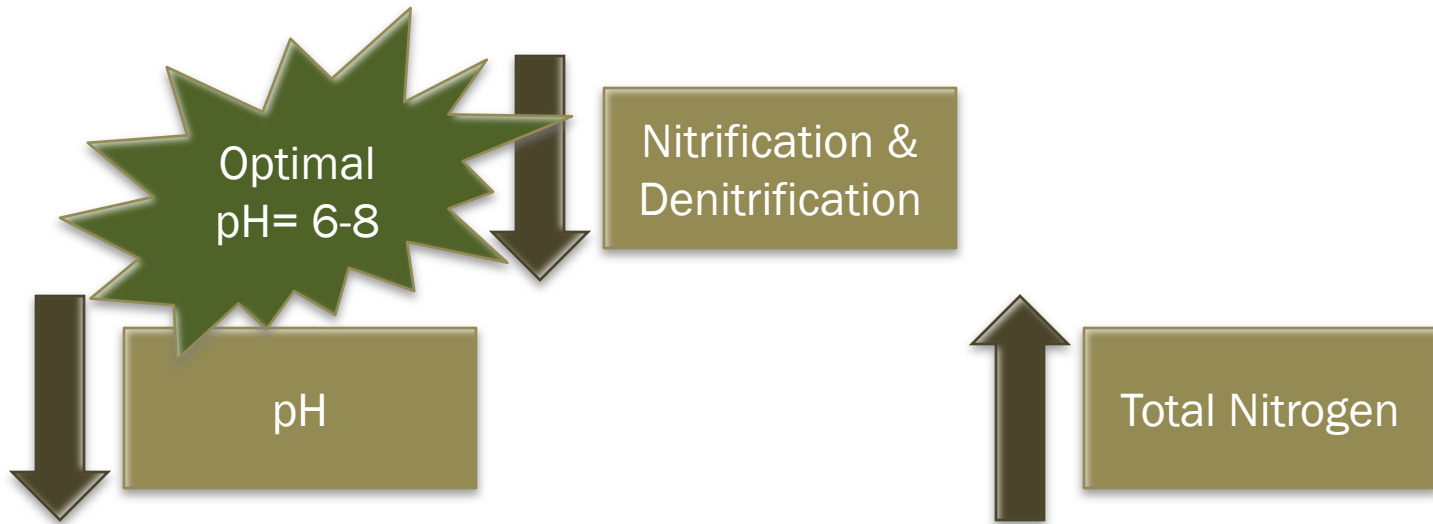 Optimal
pH= 6-8
Nitrification &
Denitrification
pH
Total Nitrogen